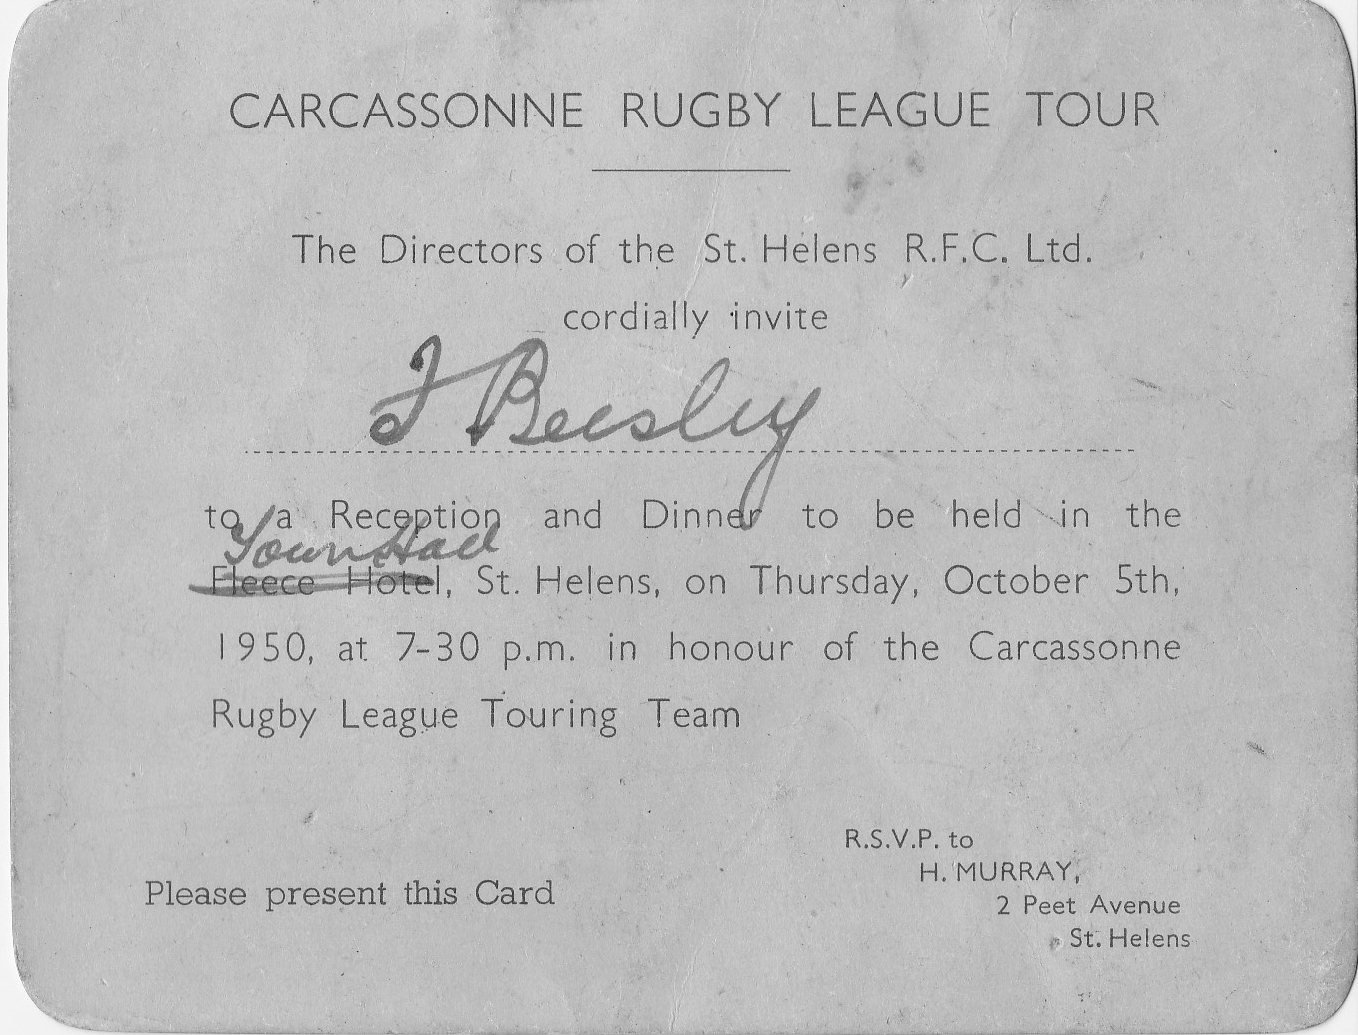 CARCASSONNE RUGBY LEAGUE TOUR
The Directors of the St. Helens R.F.C. Ltd.
cordially invite
J Beesley
to a Reception and Dinner to be held in the
Town Hall
Fleece Hotel, St. Helens, on Thursday, October 5th,
1950, at 7-30 p.m. in honour of the Carcassonne
Rugby League Touring Team
Please present this Card
R.S.V.P. to
H. MURRAY,
2 Peet Avenue
St. Helens